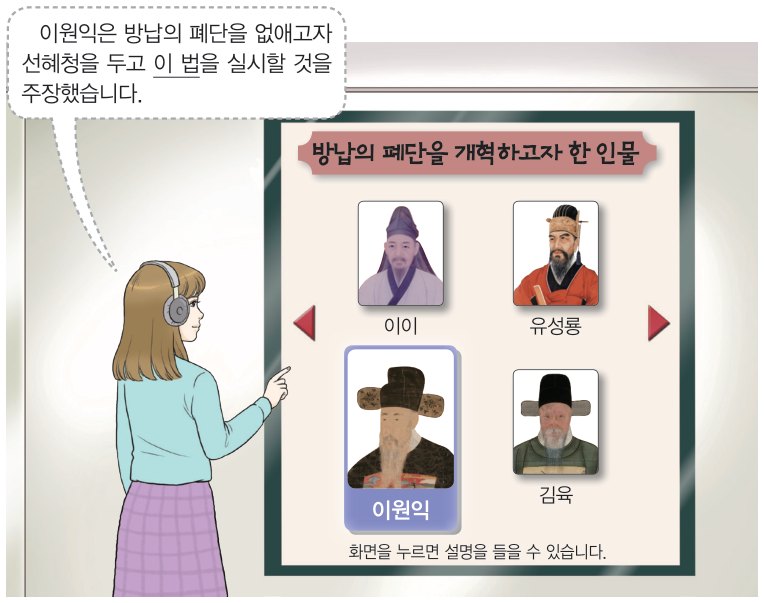 이원익은 방납의 폐단을 없애고자
선혜청을 두고 이 법을 실시할 것을
주장했습니다.
방납의 폐단을 개혁하고자 한 인물
이이
유성룡
이원익
김육
화면을 누르면 설명을 들을 수 있습니다.